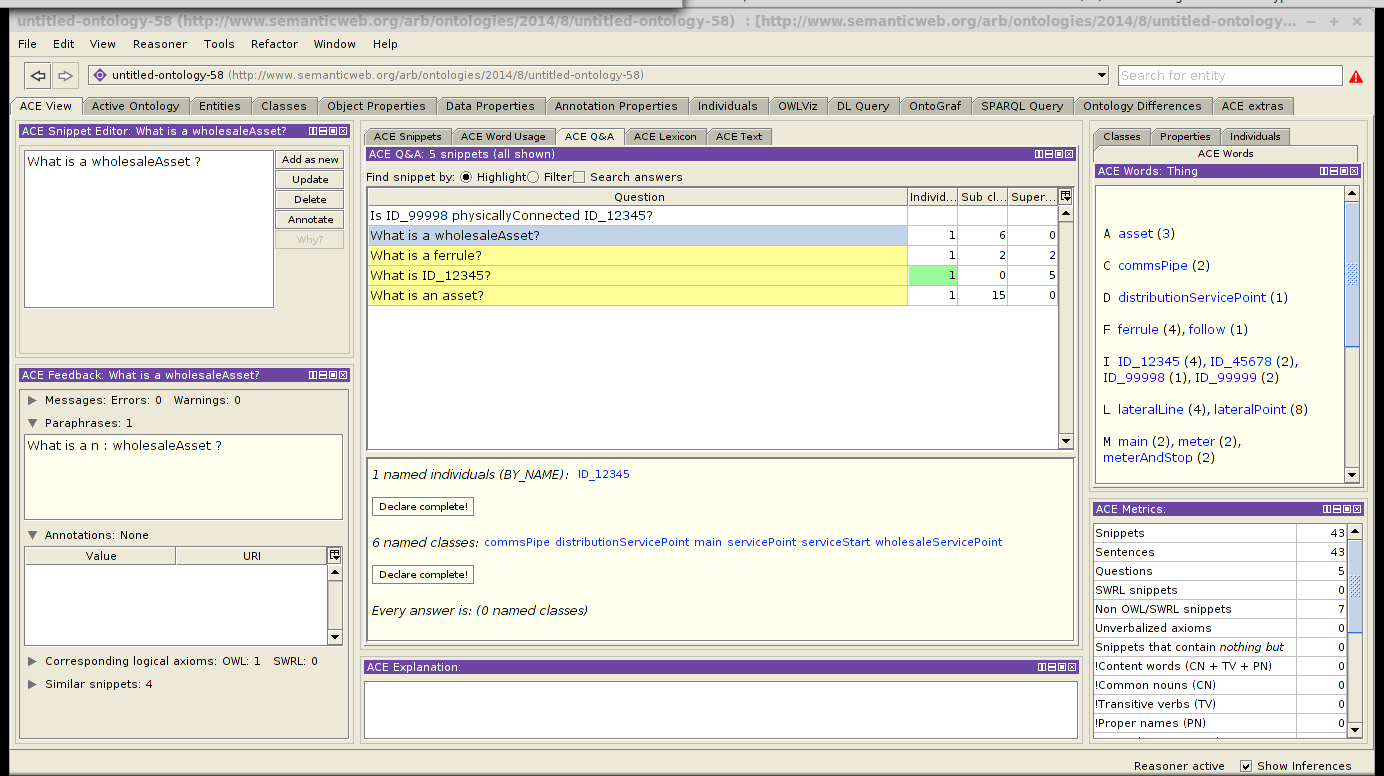 untitled-ontology-58 (http://www.semanticweb.org/arb/ontologies/2014/8/untitled-ontology-58) : [http://www.semanticweb.org/arb/ontologies/2014/8/untitled-ontology...
File Edit View Reasoner Tools Refactor Window Help
untitled-ontology-58 (http://www.semanticweb.org/arb/ontologies/2014/8/untitled-ontology-58)
Search for entity
ACE View Active Ontology Entities Classes Object Properties Data Properties Annotation Properties Individuals OWLViz DL Query OntoGraf SPARQL Query Ontology Differences ACE extras
ACE Snippet Editor: What is a wholesaleAsset?
What is a wholesaleAsset ?
Add as new
Update
Delete
Annotate
Why?
ACE Feedback: What is a wholesaleAsset?
Messages: Errors: 0 Warnings: 0
Paraphrases: 1
What is a n : wholesaleAsset ?
Annotations: None
Value URI
Corresponding logical axioms: OWL: 1 SWRL: 0
Similar snippets: 4
ACE Snippets ACE Word Usage ACE Q&A ACE Lexicon ACE Text
ACE Q&A: 5 snippets (all shown)
Find snippet by: Highlight Filter Search answers
Question Individ... Sub cl... Super...
Is ID_99998 physicallyConnected ID_12345?
What is a wholesaleAsset? 1 6 0
What is a ferrule? 1 2 2
What is ID_12345? 1 0 5
What is an asset? 1 15 0
1 named individuals (BY_NAME): ID_12345
Declare complete!
6 named classes: commsPipe distributionServicePoint main servicePoint serviceStart wholesaleServicePoint
Declare complete!
Every answer is: (0 named classes)
ACE Explanation:
Classes Properties Individuals
ACE Words
ACE Words: Thing
A asset (3)
C commsPipe (2)
D distributionServicePoint (1)
F ferrule (4), follow (1)
I ID_12345 (4), ID_45678 (2),
ID_99998 (1), ID_99999 (2)
L lateralLine (4), lateralPoint (8)
M main (2), meter (2),
meterAndStop (2)
ACE Metrics:
Snippets 43
Sentences 43
Questions 5
SWRL snippets 0
Non OWL/SWRL snippets 7
Unverbalized axioms 0
Snippets that contain nothing but 0
!Content words (CN + TV + PN) 0
!Common nouns (CN) 0
!Transitive verbs (TV) 0
!Proper names (PN) 0
Reasoner active Show Inferences